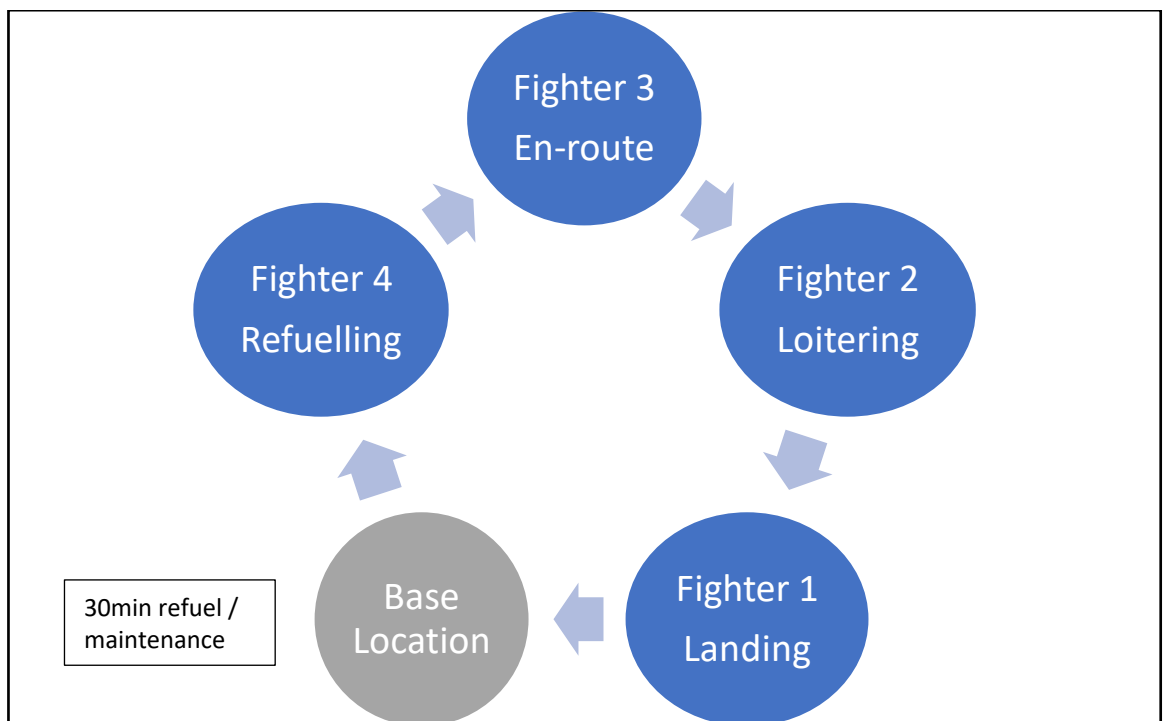 Fighter 3
En-route
Fighter 4
Refuelling
Fighter 2
Loitering
30min refuel /
maintenance
Base
Location
Fighter 1
Landing